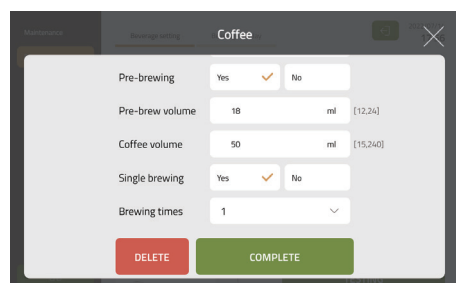 Maintenance
Beverage setting
Coffee
Pre-brewing Yes No
Pre-brew volume 18 ml [12,24]
Coffee volume 50 ml [15,240]
Single brewing Yes No
Brewing times 1
DELETE COMPLETE